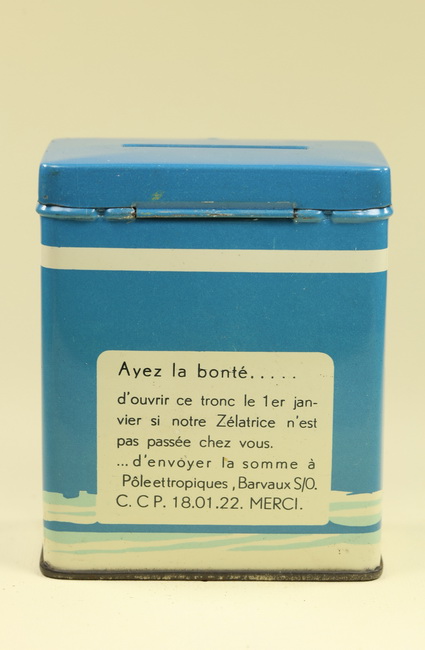 Ayez la bonté.....
d'ouvrir ce tronc le 1er jan-
vier si notre Zélatrice n'est
pas passée chez vous.
...d'envoyer la somme à
Pôle et tropiques, Barvaux S/O.
C. C P. 18.01.22. MERCI.